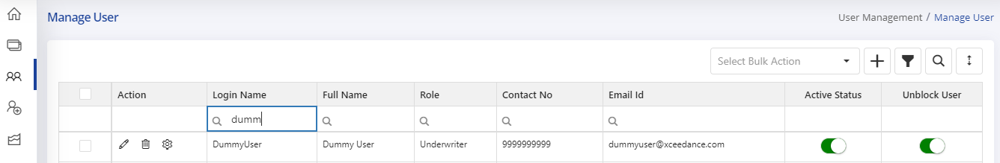 Manage User
User Management / Manage User
Select Bulk Action
Action Login Name Full Name Role Contact No Email Id Active Status Unblock User
dumm
DummyUser Dummy User Underwriter 9999999999 dummyuser@xceedance.com